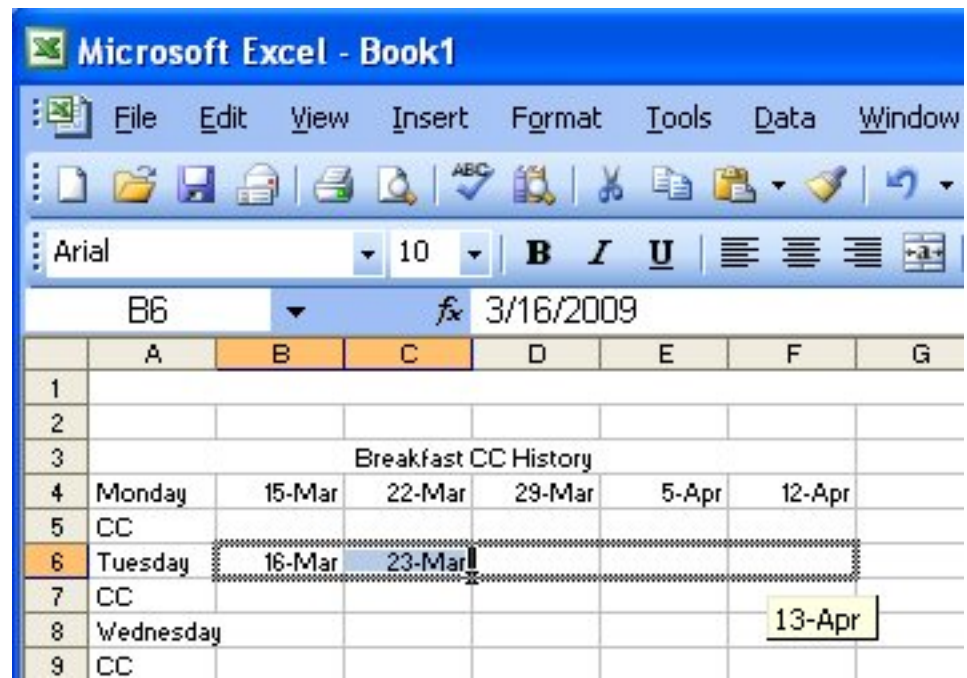 Microsoft Excel - Book1
File Edit View Insert Format Tools Data Window
ABC
Arial 10 B I U a
B6 fx 3/16/2009
A B C D E F G
1
2
3 Breakfast CC History
4 Monday 15-Mar 22-Mar 29-Mar 5-Apr 12-Apr
5 CC
6 Tuesday 16-Mar 23-Mar
7 CC
13-Apr
8 Wednesday
9 CC